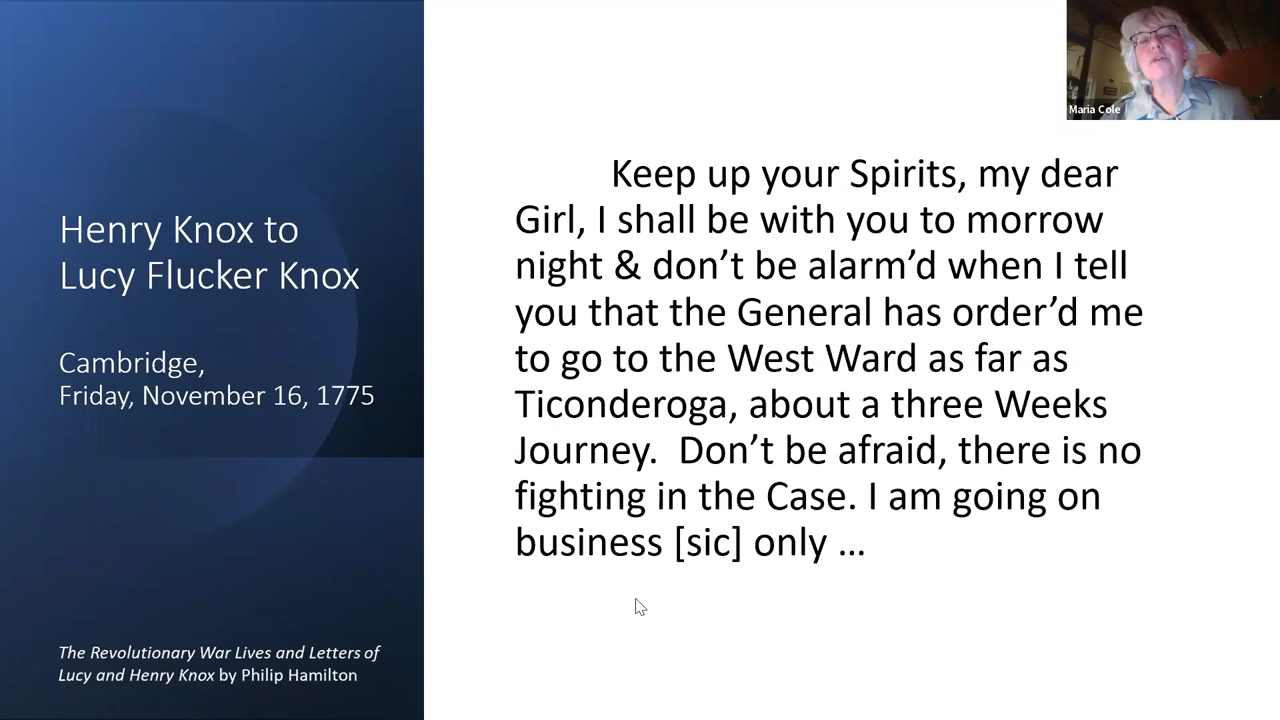 Henry Knox to
Lucy Flucker Knox
Cambridge,
Friday, November 16, 1775
The Revolutionary War Lives and Letters of
Lucy and Henry Knox by Philip Hamilton
Keep up your Spirits, my dear
Girl, I shall be with you to morrow
night & don’t be alarm’d when I tell
you that the General has order’d me
to go to the West Ward as far as
Ticonderoga, about a three Weeks
Journey.  Don’t be afraid, there is no
fighting in the Case. I am going on
business [sic] only …
Maria Cole